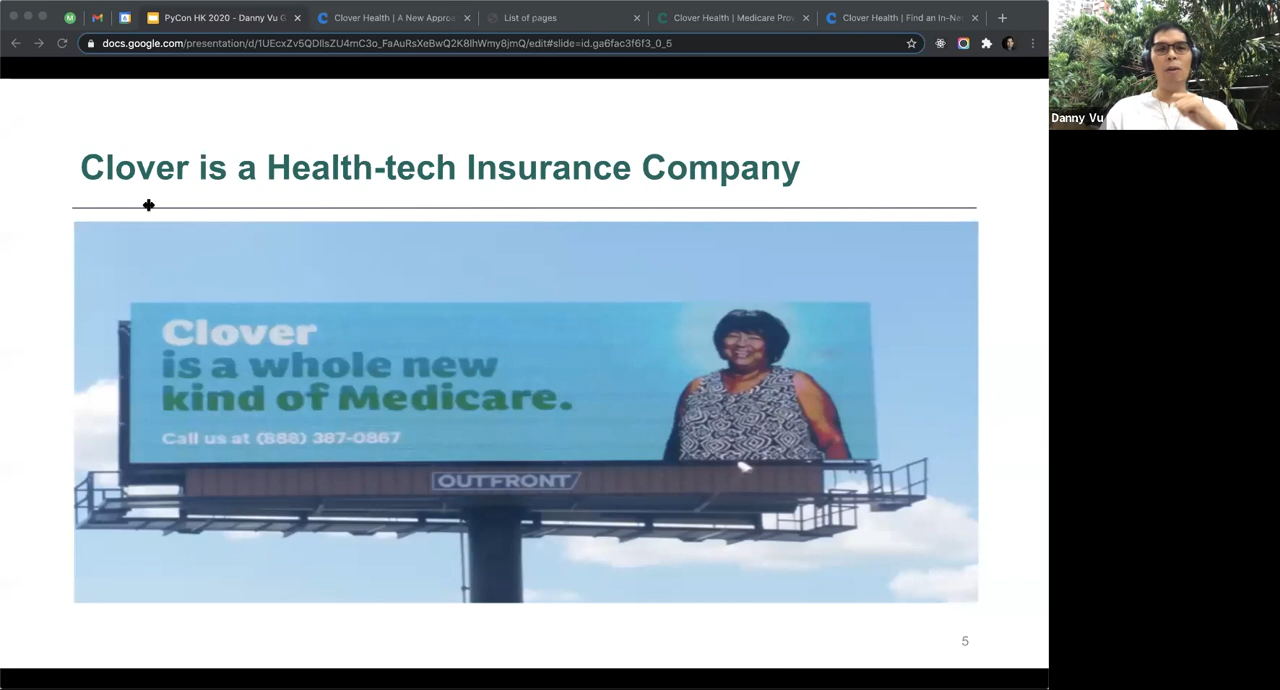 PyCon HK 2020 - Danny Vu G
Clover Health | A New Approa
List of pages
Clover Health | Medicare Prov
Clover Health | Find an In-Ne
docs.google.com/presentation/d/1UEcxZv5QDIlsZU4mC3o_FaAuRsXeBwQ2K8lhWmy8jmQ/edit#slide=id.ga6fac3f6f3_0_5
Danny Vu
Clover is a Health-tech Insurance Company
Clover
is a whole new
kind of Medicare.
Call us at (888) 387-0867
OUTFRONT
5